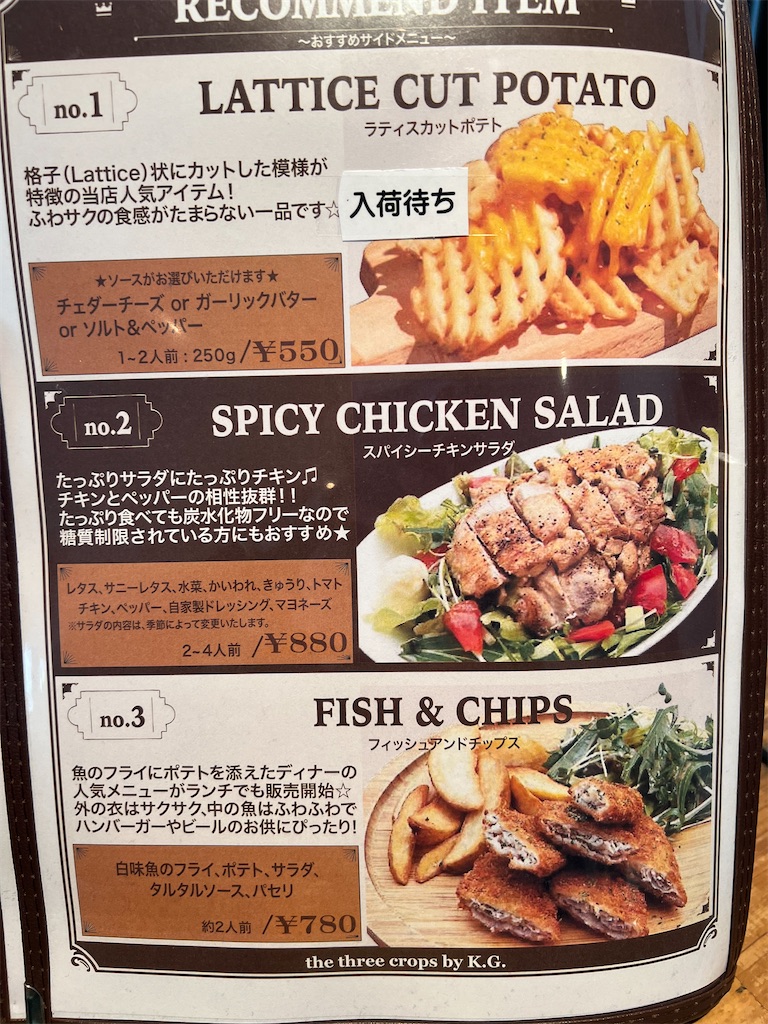 RECOMMEND ITEM
～おすすめサイドメニュー～
no.1
LATTICE CUT POTATO
ラティスカットポテト
格子（Lattice）状にカットした模様が
特徴の当店人気アイテム！
ふわサクの食感がたまらない一品です☆
入荷待ち
★ソースがお選びいただけます★
チェダーチーズ or ガーリックバター
or ソルト&ペッパー
1~2人前：250g /¥550
no.2
SPICY CHICKEN SALAD
スパイシーチキンサラダ
たっぷりサラダにたっぷりチキン♫
チキンとペッパーの相性抜群！！
たっぷり食べても炭水化物フリーなので
糖質制限されている方にもおすすめ★
レタス、サニーレタス、水菜、かいわれ、きゅうり、トマト
チキン、ペッパー、自家製ドレッシング、マヨネーズ
※サラダの内容は、季節によって変更いたします。
2~4人前 /¥880
no.3
FISH & CHIPS
フィッシュアンドチップス
魚のフライにポテトを添えたディナーの
人気メニューがランチでも販売開始☆
外の衣はサクサク、中の魚はふわふわで
ハンバーガーやビールのお供にぴったり！
白味魚のフライ、ポテト、サラダ、
タルタルソース、パセリ
約2人前 /¥780
the three crops by K.G.